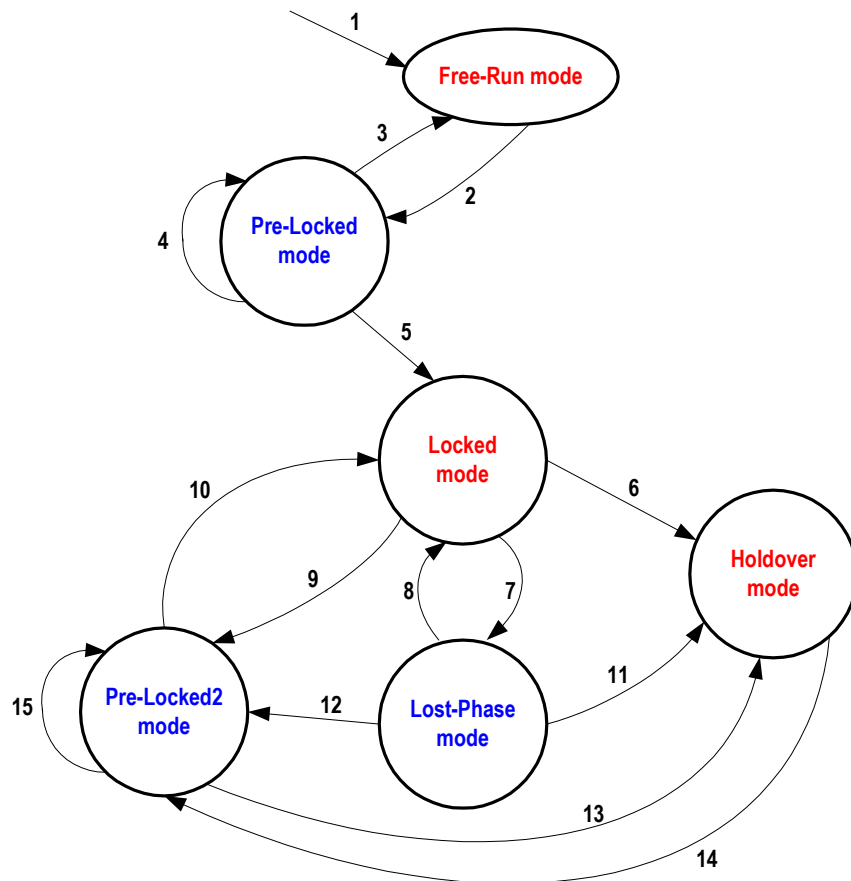 1
Free-Run mode
3
2
Pre-Locked
mode
4
5
Locked
mode
10
6
Holdover
mode
9
8
7
11
Pre-Locked2
mode
15
12
Lost-Phase
mode
13
14